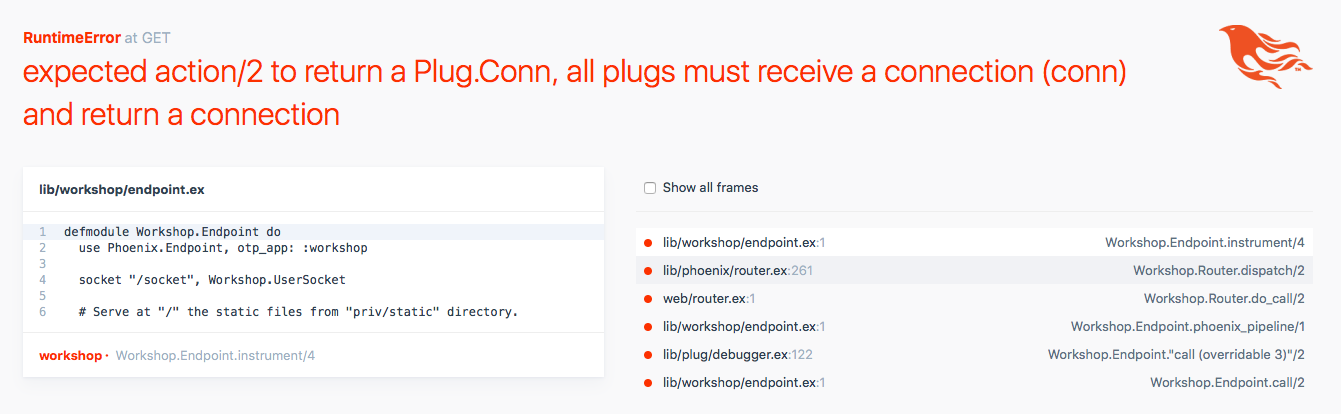 RuntimeError at GET
expected action/2 to return a Plug.Conn, all plugs must receive a connection (conn)
and return a connection
lib/workshop/endpoint.ex
1 defmodule Workshop.Endpoint do
2 use Phoenix.Endpoint, otp_app: :workshop
3
4 socket "/socket", Workshop.UserSocket
5
6 # Serve at "/" the static files from "priv/static" directory.
workshop · Workshop.Endpoint.instrument/4
Show all frames
lib/workshop/endpoint.ex:1 Workshop.Endpoint.instrument/4
lib/phoenix/router.ex:261 Workshop.Router.dispatch/2
web/router.ex:1 Workshop.Router.do_call/2
lib/workshop/endpoint.ex:1 Workshop.Endpoint.phoenix_pipeline/1
lib/plug/debugger.ex:122 Workshop.Endpoint."call (overridable 3)"/2
lib/workshop/endpoint.ex:1 Workshop.Endpoint.call/2